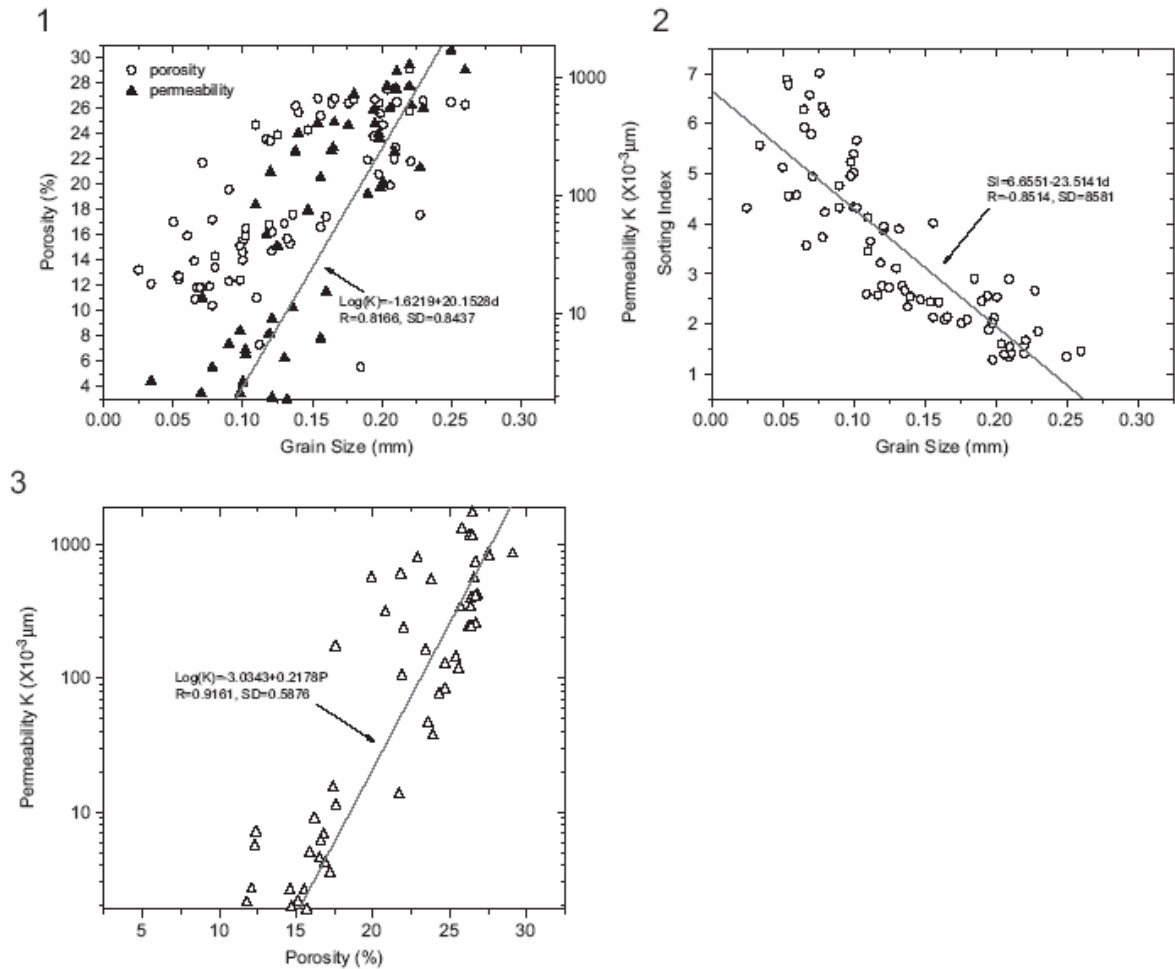 1
30
28
26
24
22
20
18
16
14
12
10
8
6
4
Porosity (%)
porosity
permeability
1000
100
10
Permeability K (X10⁻³μm)
Log(K)=-1.6219+20.1528d
R=0.8166, SD=0.8437
0.00 0.05 0.10 0.15 0.20 0.25 0.30
Grain Size (mm)
2
7
6
5
4
3
2
1
Sorting Index
SI=6.6551-23.5141d
R=-0.8514, SD=8581
0.00 0.05 0.10 0.15 0.20 0.25 0.30
Grain Size (mm)
3
1000
100
10
Permeability K (X10⁻³μm)
Log(K)=-3.0343+0.2178P
R=0.9161, SD=0.5876
5 10 15 20 25 30
Porosity (%)